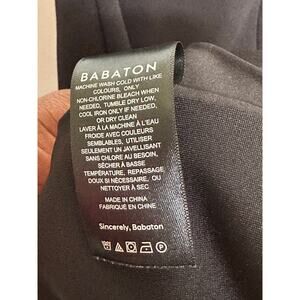 BABATON
MACHINE WASH COLD WITH LIKE
COLOURS, ONLY
NON-CHLORINE BLEACH WHEN
NEEDED, TUMBLE DRY LOW,
COOL IRON ONLY IF NEEDED,
OR DRY CLEAN
LAVER À LA MACHINE À L'EAU
FROIDE AVEC COULEURS
SEMBLABLES, UTILISER
SEULEMENT UN JAVELLISANT
SANS CHLORE AU BESOIN,
SÉCHER À BASSE
TEMPÉRATURE, REPASSAGE
DOUX SI NÉCESSAIRE, OU
NETTOYER À SEC
MADE IN CHINA
FABRIQUÉ EN CHINE
Sincerely, Babaton